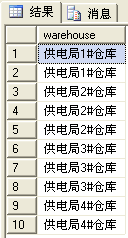 结果 消息
warehouse
1 供电局1#仓库
2 供电局1#仓库
3 供电局2#仓库
4 供电局2#仓库
5 供电局2#仓库
6 供电局3#仓库
7 供电局3#仓库
8 供电局3#仓库
9 供电局4#仓库
10 供电局4#仓库